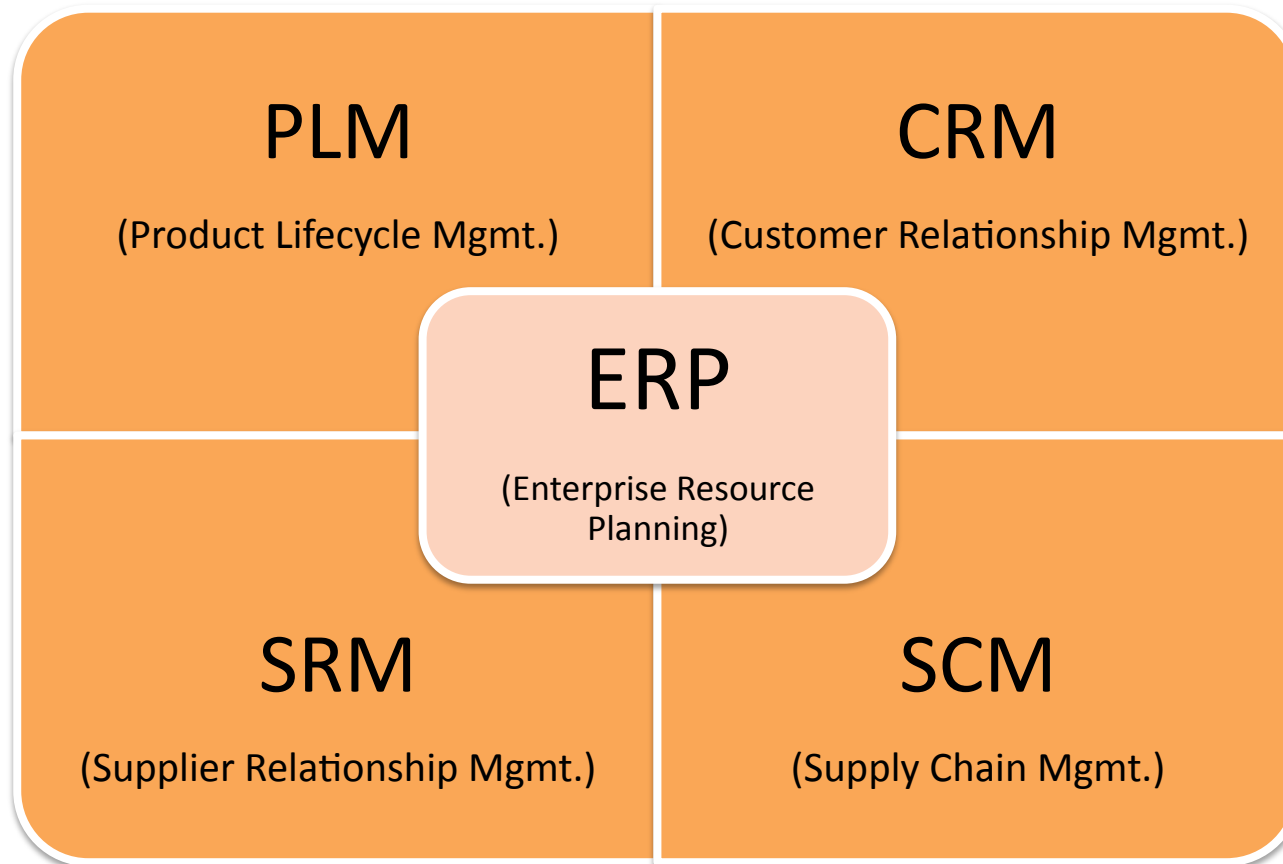 PLM
(Product Lifecycle Mgmt.)
CRM
(Customer Relationship Mgmt.)
ERP
(Enterprise Resource
Planning)
SRM
(Supplier Relationship Mgmt.)
SCM
(Supply Chain Mgmt.)